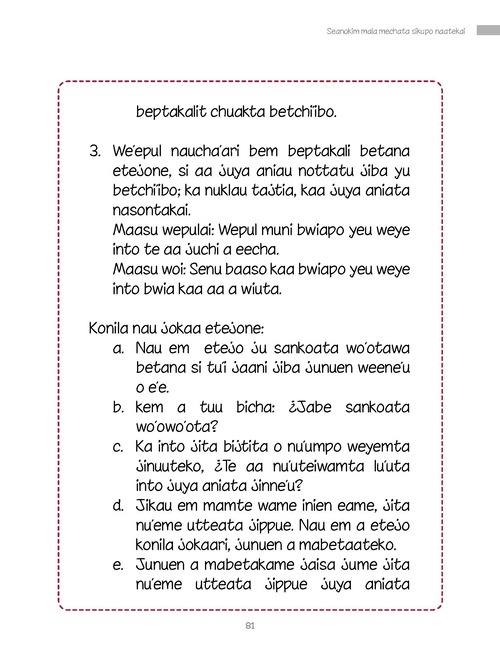 Seanokim mala mechata sikupo naatekai
beptakalit chuakta betchi'ibo.
3. We'epul naucha'ari bem beptakali betana
etejone, si aa juya aniau nottatu jiba yu
betchi'ibo; ka nuklau tajtia, kaa juya aniata
nasontakai.
Maasu wepulai: Wepul muni bwiapo yeu weye
into te aa juchi a eecha.
Maasu woi: Senu baaso kaa bwiapo yeu weye
into bwia kaa aa a wiuta.
Konila nau jokaa etejone:
a. Nau em etejo ju sankoata wo'otawa
betana si tu'i jaani jiba junuen weene'u
o e'e.
b. kem a tuu bicha: ¿Jabe sankoata
wo'owo'ota?
c. Ka into jita bijtita o nu'umpo weyemta
jinuuteko, ¿Te aa nu'uteiwamta lu'uta
into juya aniata jinne'u?
d. Jikau em mamte wame inien eame, jita
nu'eme utteata jippue. Nau em a etejo
konila jokaari, junuen a mabetaateko.
e. Junuen a mabetakame jaisa jume jita
nu'eme utteata jippue juya aniata
81